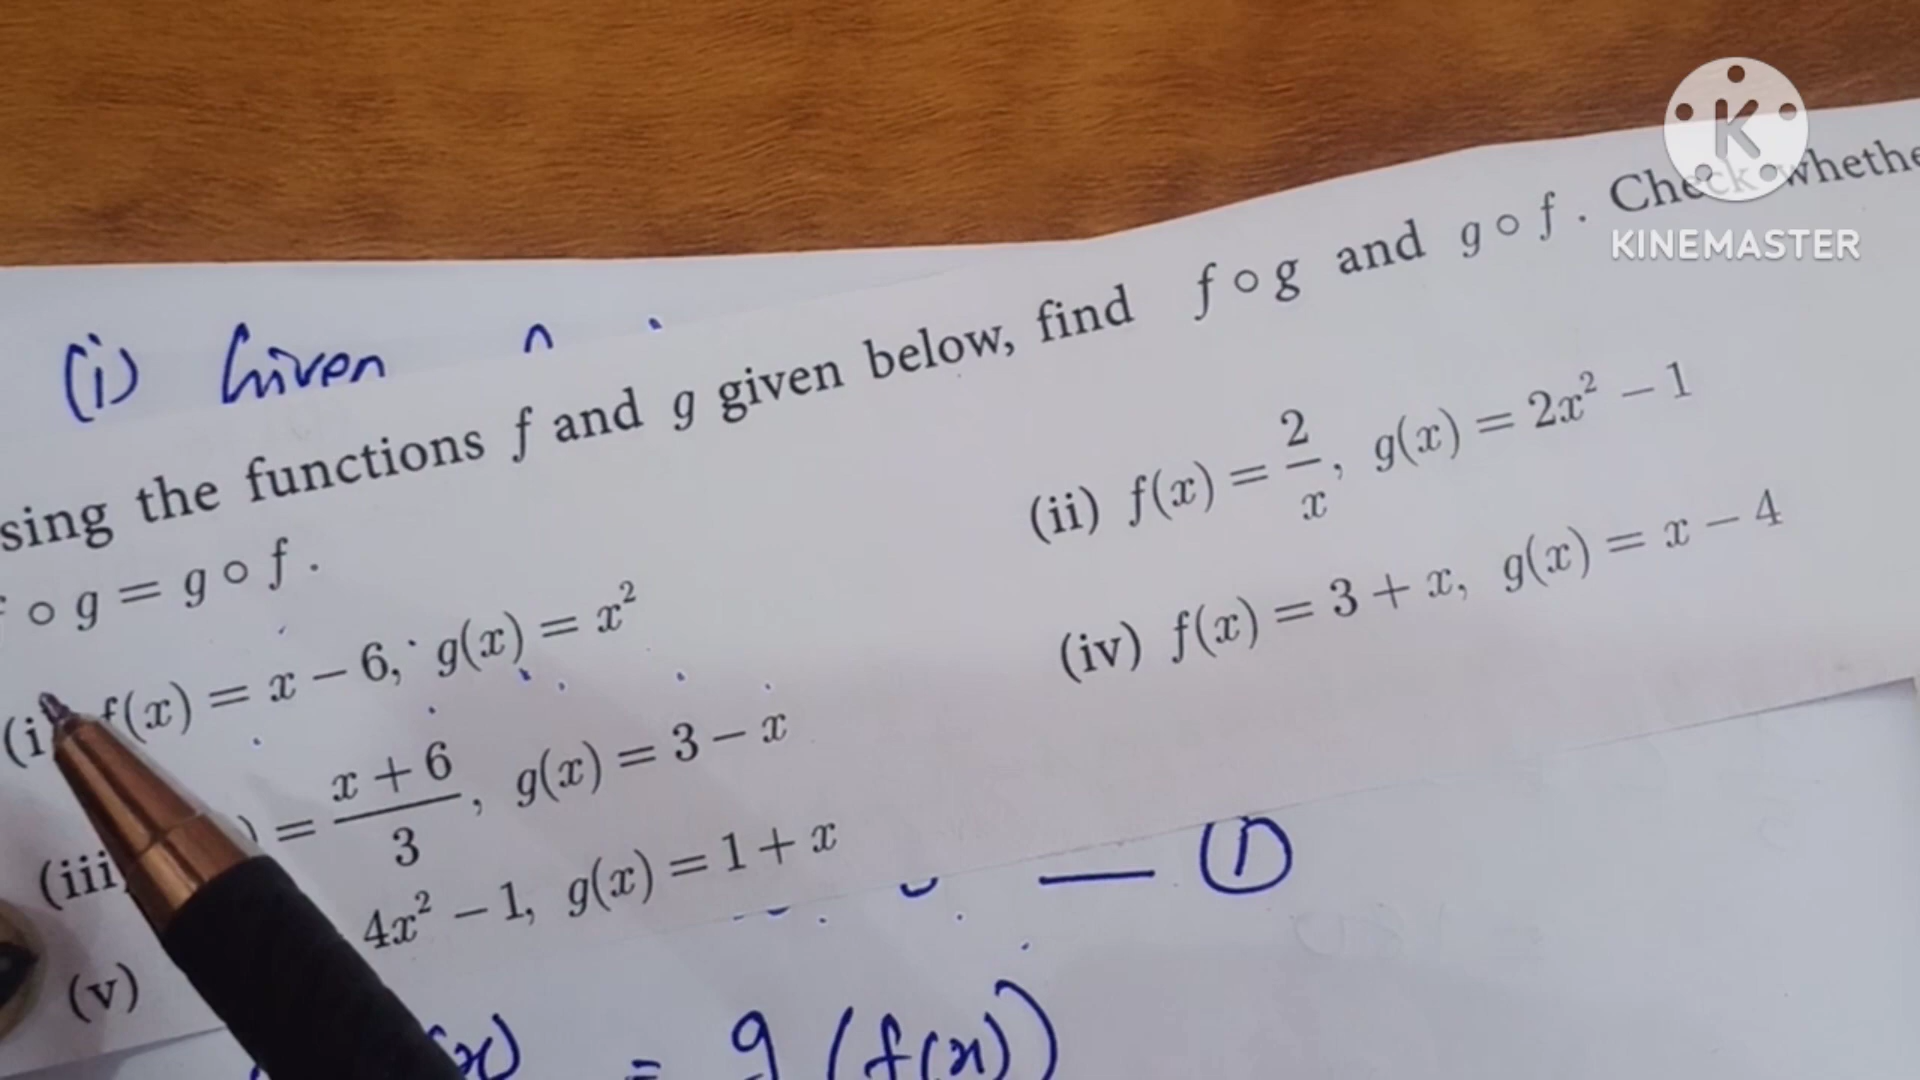 KINEMASTER
(i) Given
sing the functions f and g given below, find f ∘ g and g ∘ f . Check whethe
∘ g = g ∘ f .
(i f(x) = x − 6, g(x) = x²
(ii) f(x) = 2/x, g(x) = 2x² − 1
(iii ) = x + 6 / 3, g(x) = 3 − x
(iv) f(x) = 3 + x, g(x) = x − 4
(v) 4x² − 1, g(x) = 1 + x
— ①
(x) = g (f(x))